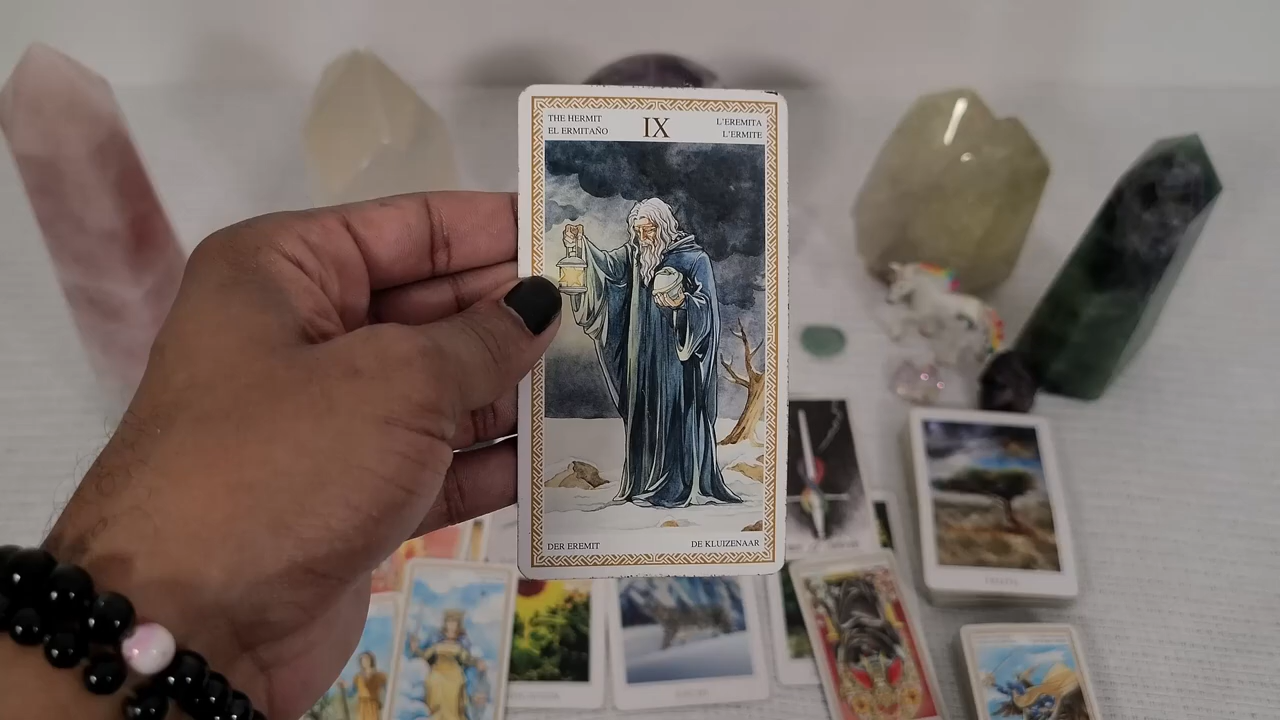 THE HERMIT
EL ERMITAÑO
IX
L'EREMITA
L'ERMITE
DER EREMIT
DE KLUIZENAAR